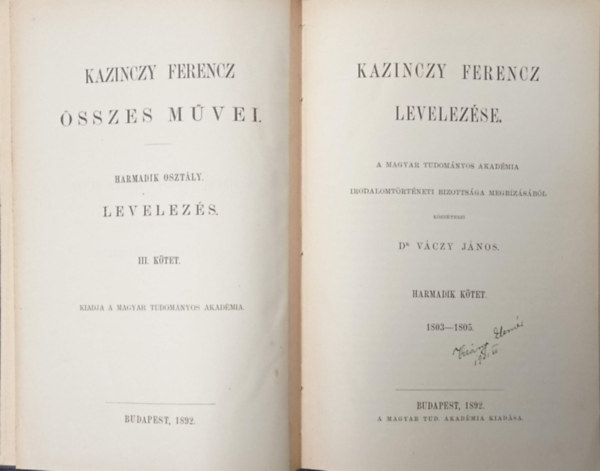 KAZINCZY FERENCZ
ÖSSZES MŰVEI.
HARMADIK OSZTÁLY.
LEVELEZÉS.
III. KÖTET.
KIADJA A MAGYAR TUDOMÁNYOS AKADÉMIA.
BUDAPEST, 1892.
KAZINCZY FERENCZ
LEVELEZÉSE.
A MAGYAR TUDOMÁNYOS AKADÉMIA
IRODALOMTÖRTÉNETI BIZOTTSÁGA MEGBÍZÁSÁBÓL
KÖZZÉTESZI
Dr VÁCZY JÁNOS.
HARMADIK KÖTET.
1803—1805.
BUDAPEST, 1892.
A MAGYAR TUD. AKADÉMIA KIADÁSA.